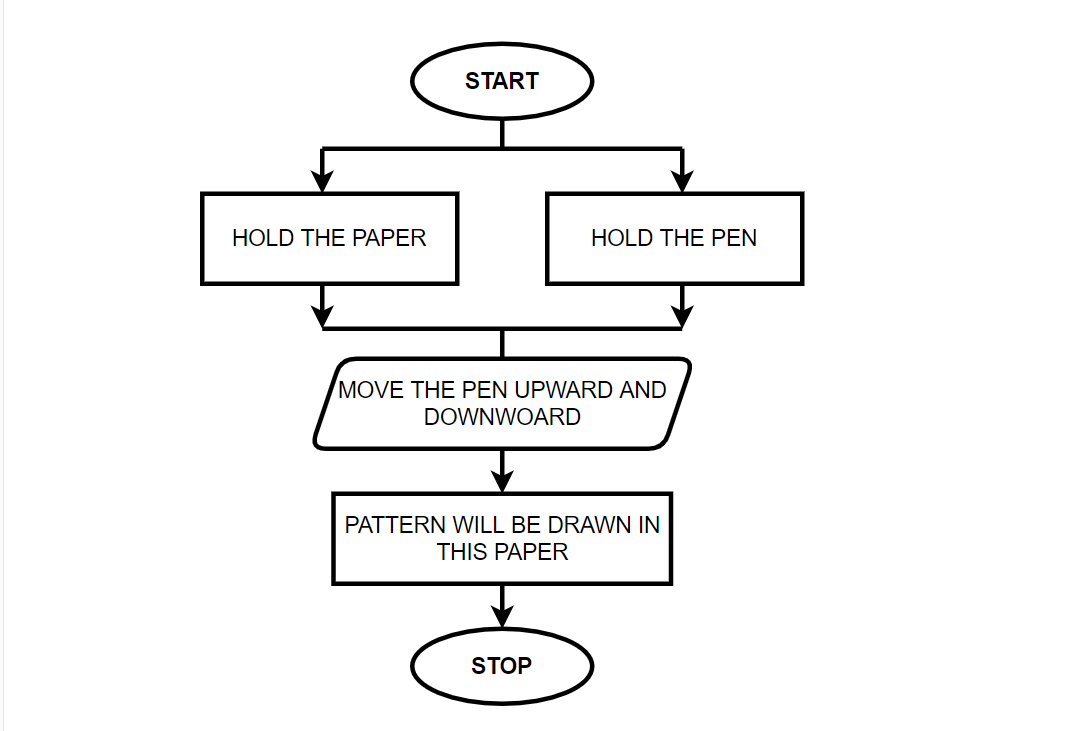 START
HOLD THE PAPER
HOLD THE PEN
MOVE THE PEN UPWARD AND
DOWNWOARD
PATTERN WILL BE DRAWN IN
THIS PAPER
STOP